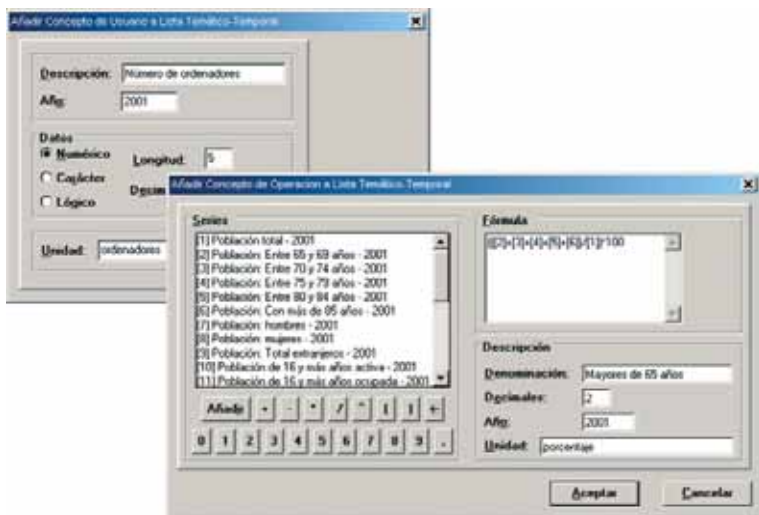 Añadir Concepto de Usuario a Lista Temático-Temporal
Descripción: Número de ordenadores
Año: 2001
Datos
Numérico
Longitud: 5
Carácter
Decim
Lógico
Unidad: ordenadores
Añadir Concepto de Operacion a Lista Temático-Temporal
Series
[1] Población total - 2001
[2] Población: Entre 65 y 69 años - 2001
[3] Población: Entre 70 y 74 años - 2001
[4] Población: Entre 75 y 79 años - 2001
[5] Población: Entre 80 y 84 años - 2001
[6] Población: Con más de 85 años - 2001
[7] Población: hombres - 2001
[8] Población: mujeres - 2001
[9] Población: Total extranjeros - 2001
[10] Población de 16 y más años activa - 2001
[11] Población de 16 y más años ocupada - 2001
Añadir + - * / ^ ( ) ←
0 1 2 3 4 5 6 7 8 9 .
Fórmula
(([2]+[3]+[4]+[5]+[6])/[1])*100
Descripción
Denominación: Mayores de 65 años
Decimales: 2
Año: 2001
Unidad: porcentaje
Aceptar
Cancelar